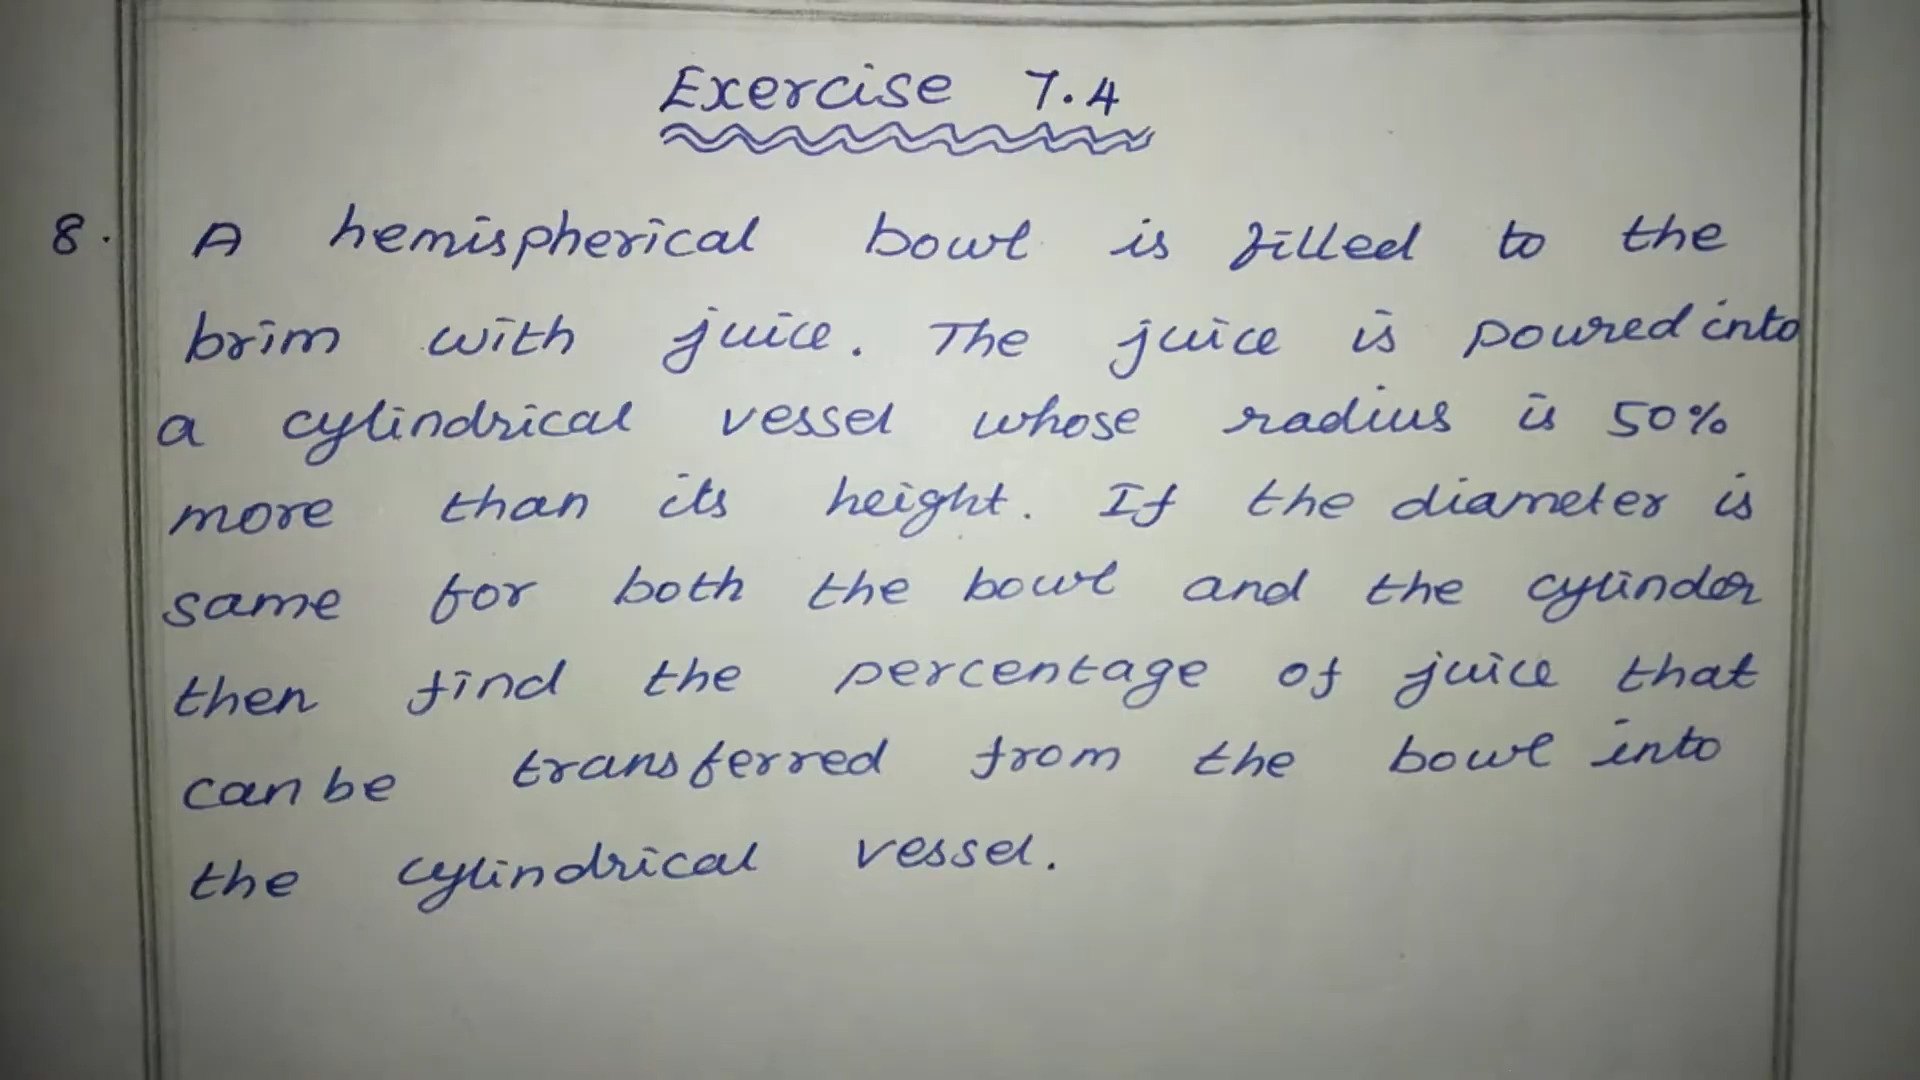 Exercise 7.4
8. A hemispherical bowl is filled to the
brim with juice. The juice is poured into
a cylindrical vessel whose radius is 50%
more than its height. If the diameter is
same for both the bowl and the cylinder
then find the percentage of juice that
can be transferred from the bowl into
the cylindrical vessel.